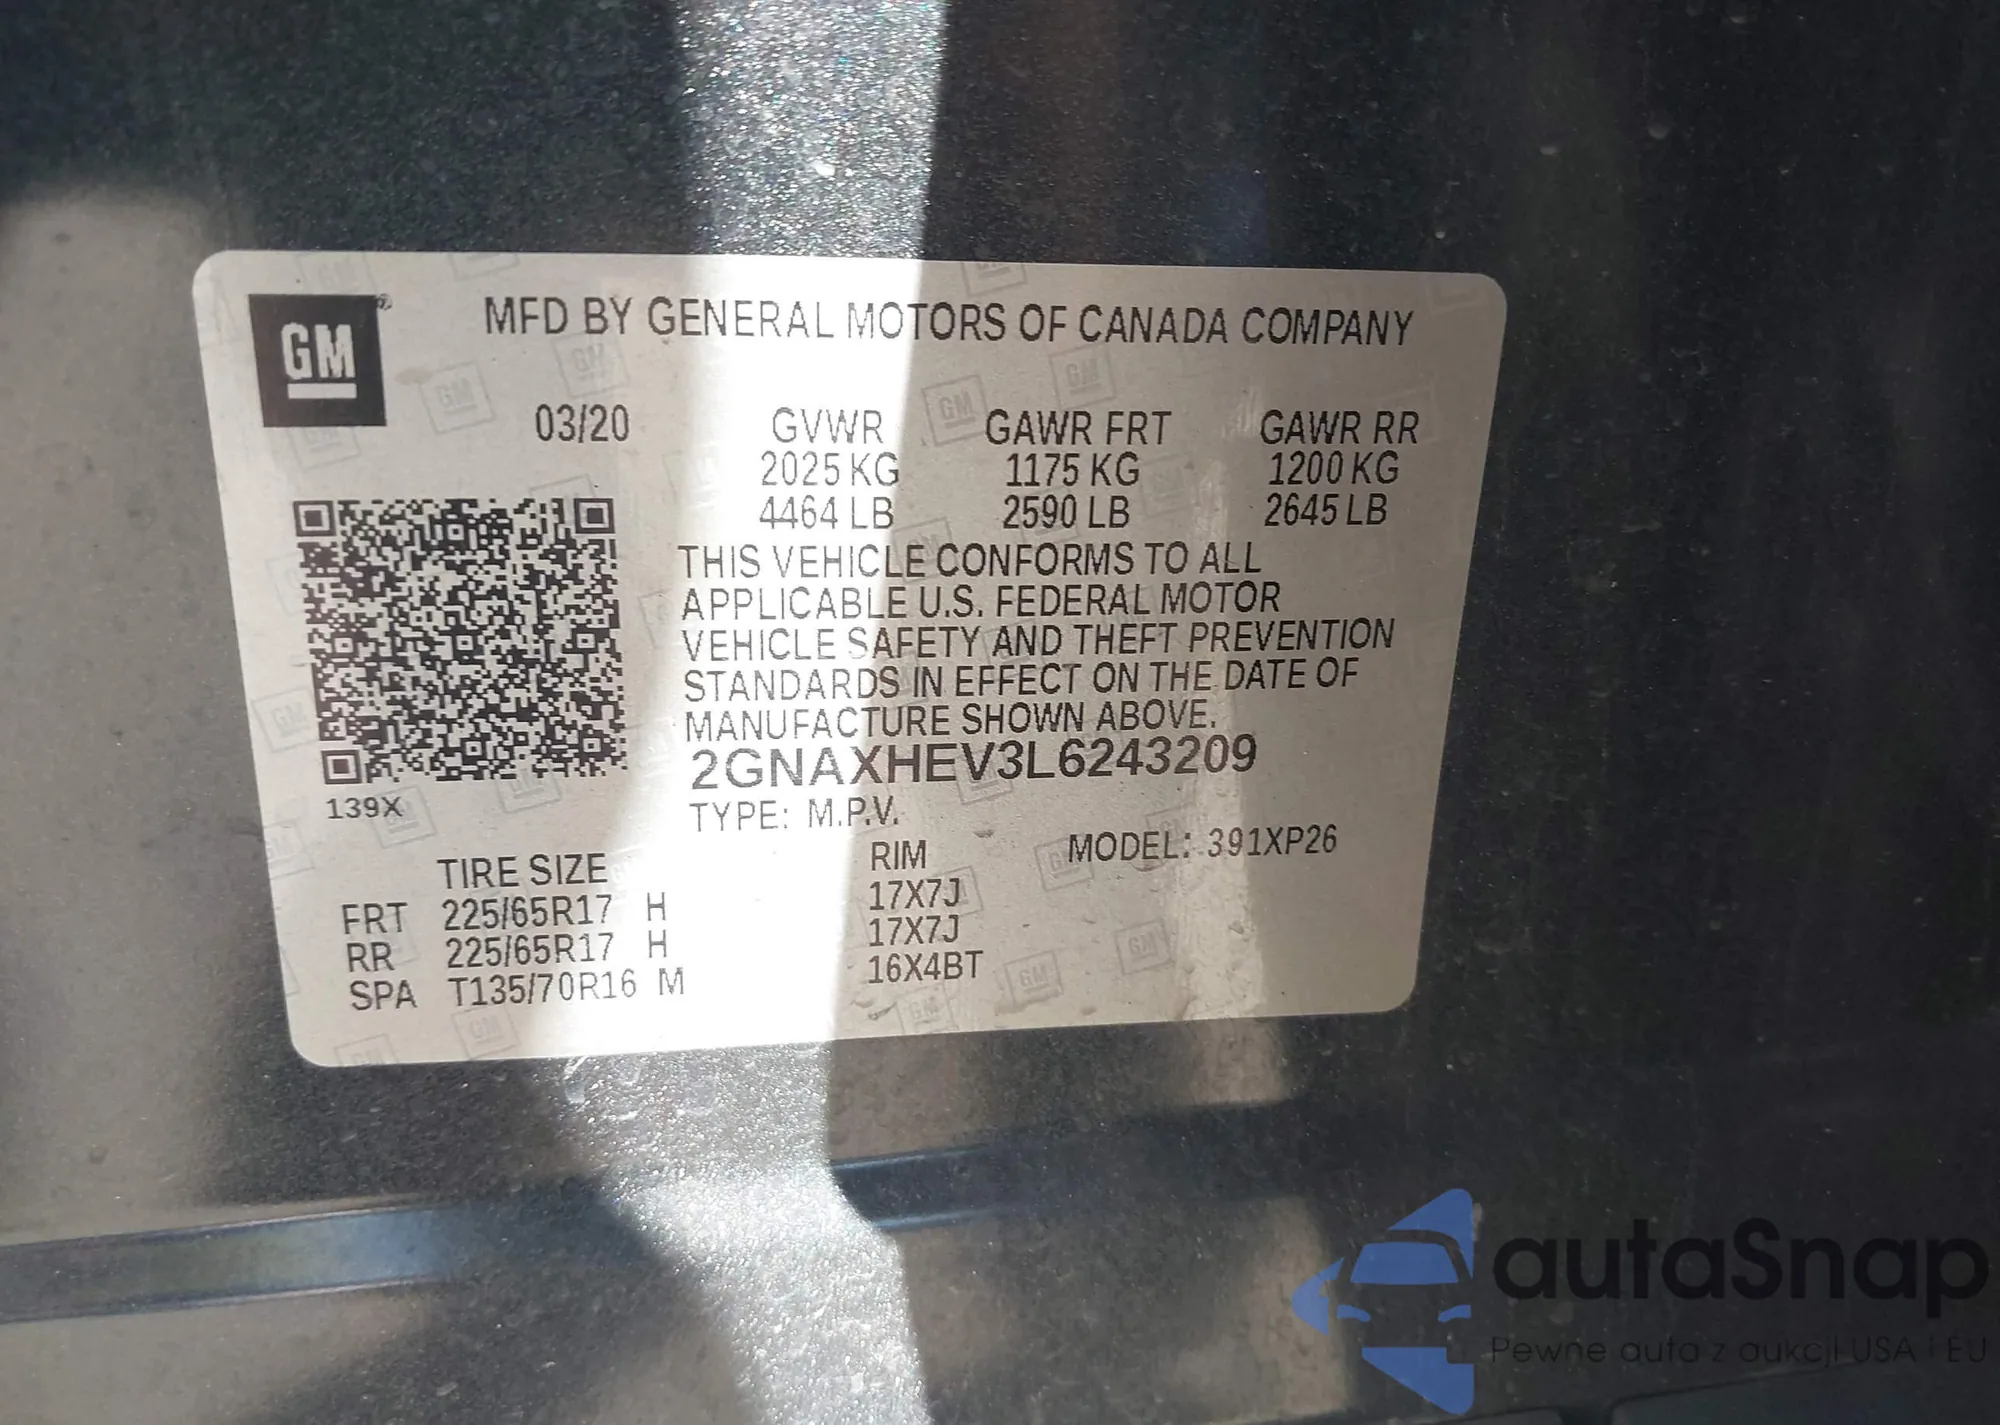 GM
MFD BY GENERAL MOTORS OF CANADA COMPANY
03/20 GVWR GAWR FRT GAWR RR
2025 KG 1175 KG 1200 KG
4464 LB 2590 LB 2645 LB
THIS VEHICLE CONFORMS TO ALL
APPLICABLE U.S. FEDERAL MOTOR
VEHICLE SAFETY AND THEFT PREVENTION
STANDARDS IN EFFECT ON THE DATE OF
MANUFACTURE SHOWN ABOVE.
2GNAXHEV3L6243209
139X
TYPE: M.P.V.
TIRE SIZE RIM MODEL: 391XP26
FRT 225/65R17 H 17X7J
RR 225/65R17 H 17X7J
SPA T135/70R16 M 16X4BT
autaSnap
Pewne auta z aukcji USA i EU